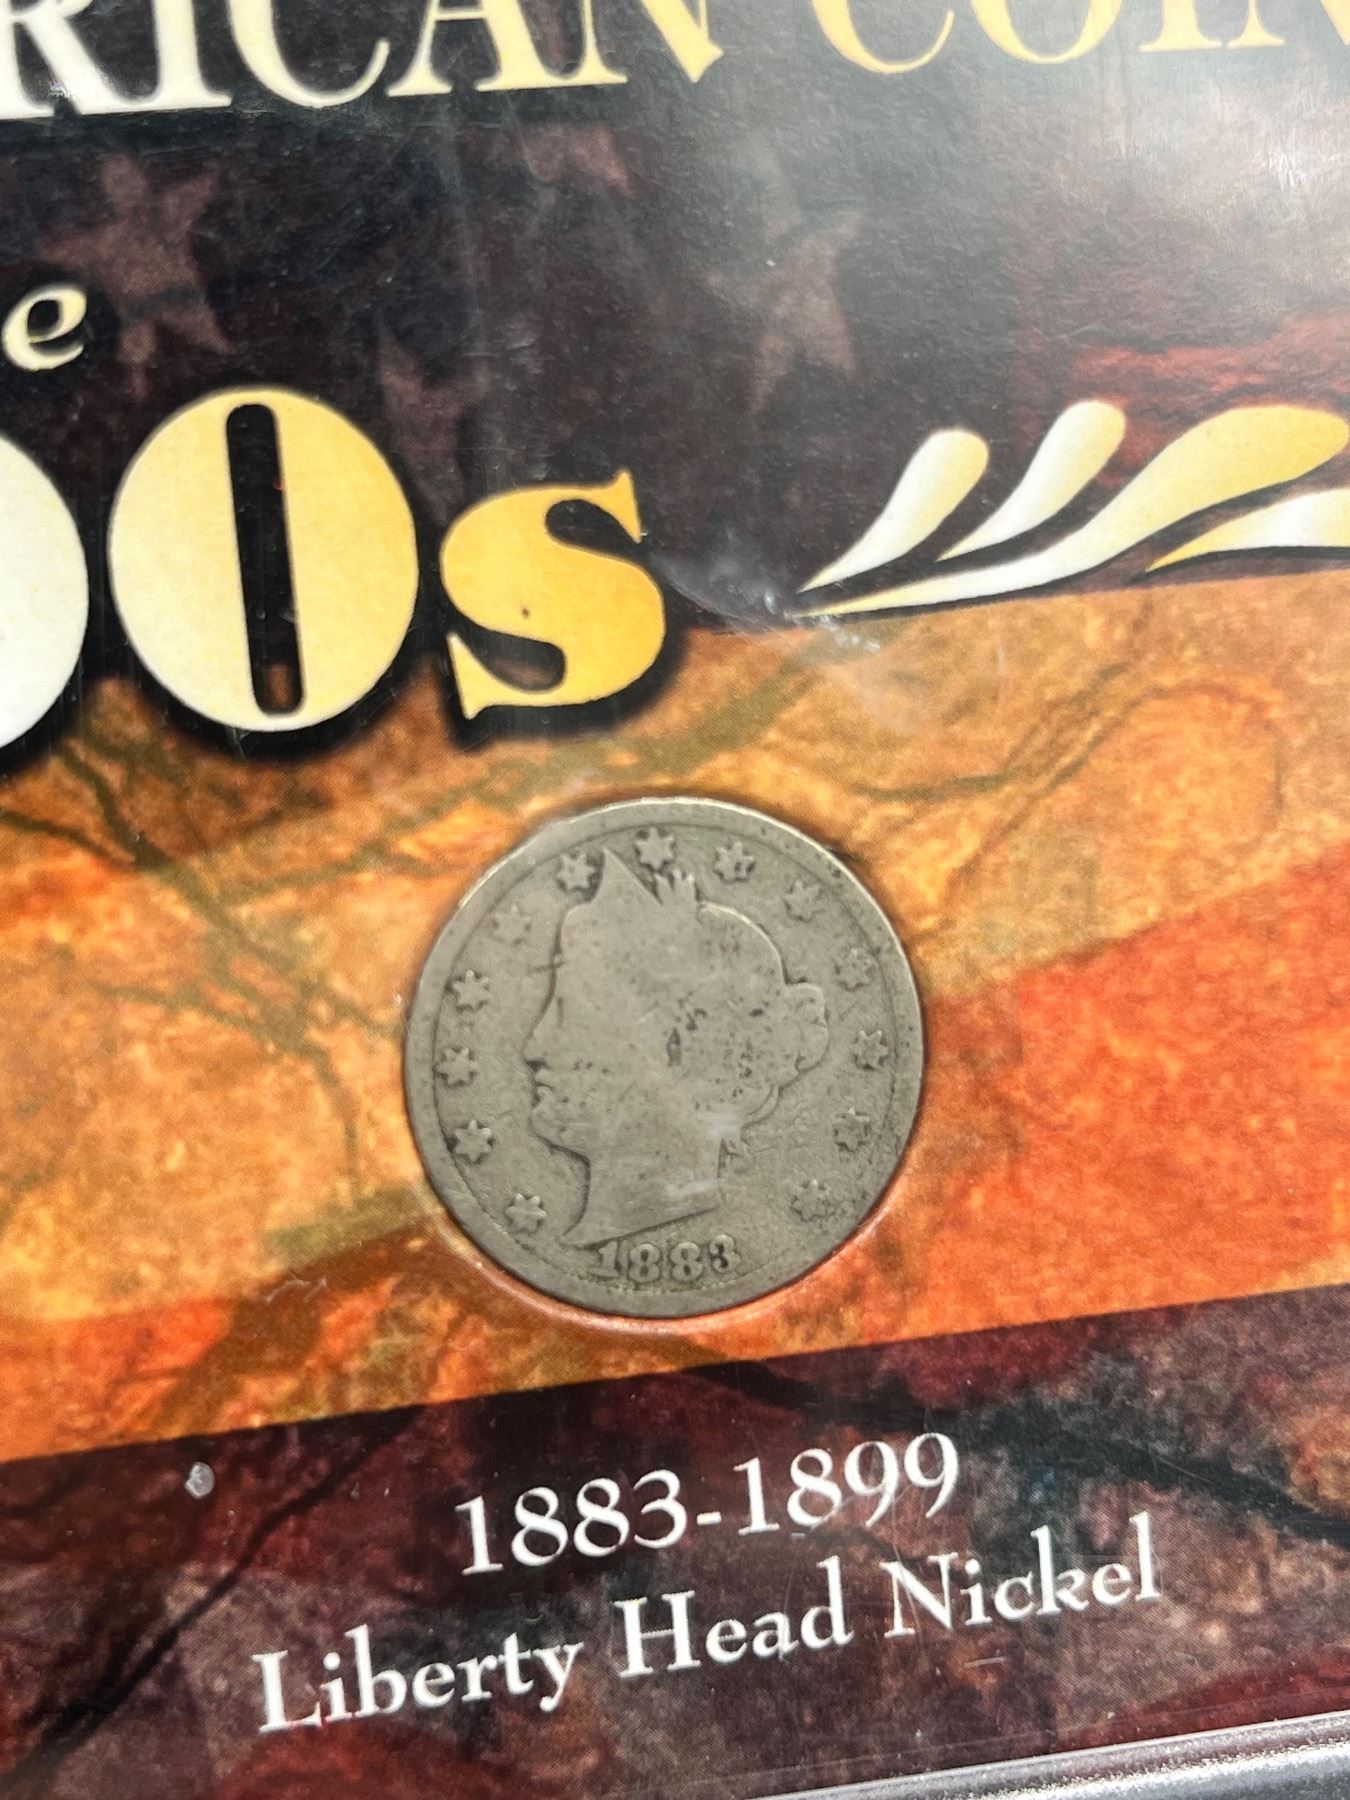 RICAN COIN
e
00s
1883
1883-1899
Liberty Head Nickel